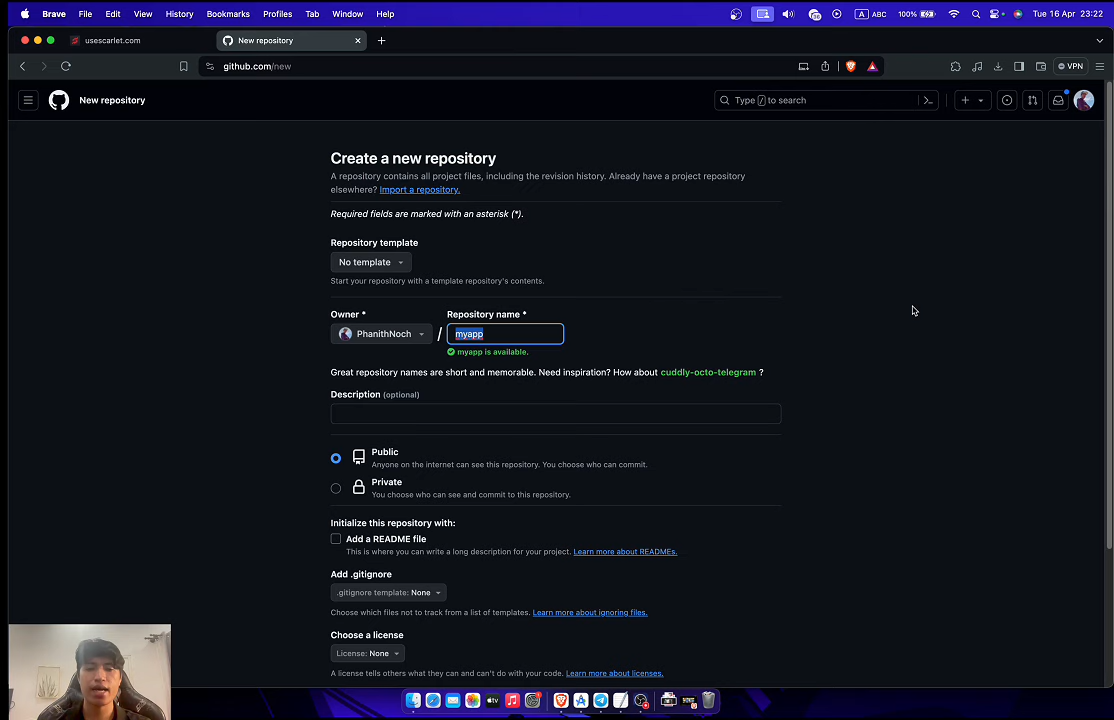 Brave File Edit View History Bookmarks Profiles Tab Window Help
A ABC 100% Tue 16 Apr 23:22
usescarlet.com New repository
github.com/new VPN
New repository Type / to search
Create a new repository
A repository contains all project files, including the revision history. Already have a project repository
elsewhere? Import a repository.
Required fields are marked with an asterisk (*).
Repository template
No template
Start your repository with a template repository's contents.
Owner * Repository name *
PhanithNoch / myapp
myapp is available.
Great repository names are short and memorable. Need inspiration? How about cuddly-octo-telegram ?
Description (optional)
Public
Anyone on the internet can see this repository. You choose who can commit.
Private
You choose who can see and commit to this repository.
Initialize this repository with:
Add a README file
This is where you can write a long description for your project. Learn more about READMEs.
Add .gitignore
.gitignore template: None
Choose which files not to track from a list of templates. Learn more about ignoring files.
Choose a license
License: None
A license tells others what they can and can't do with your code. Learn more about licenses.